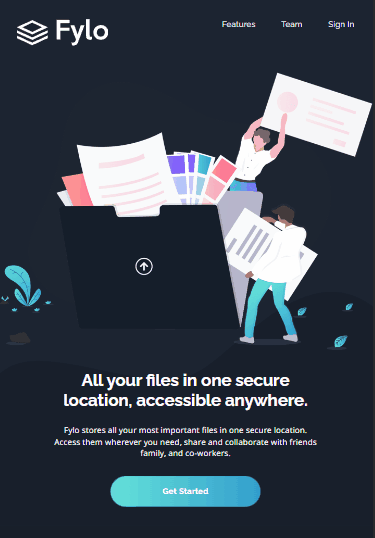 Fylo
Features Team Sign In
All your files in one secure
location, accessible anywhere.
Fylo stores all your most important files in one secure location.
Access them wherever you need, share and collaborate with friends
family, and co-workers.
Get Started